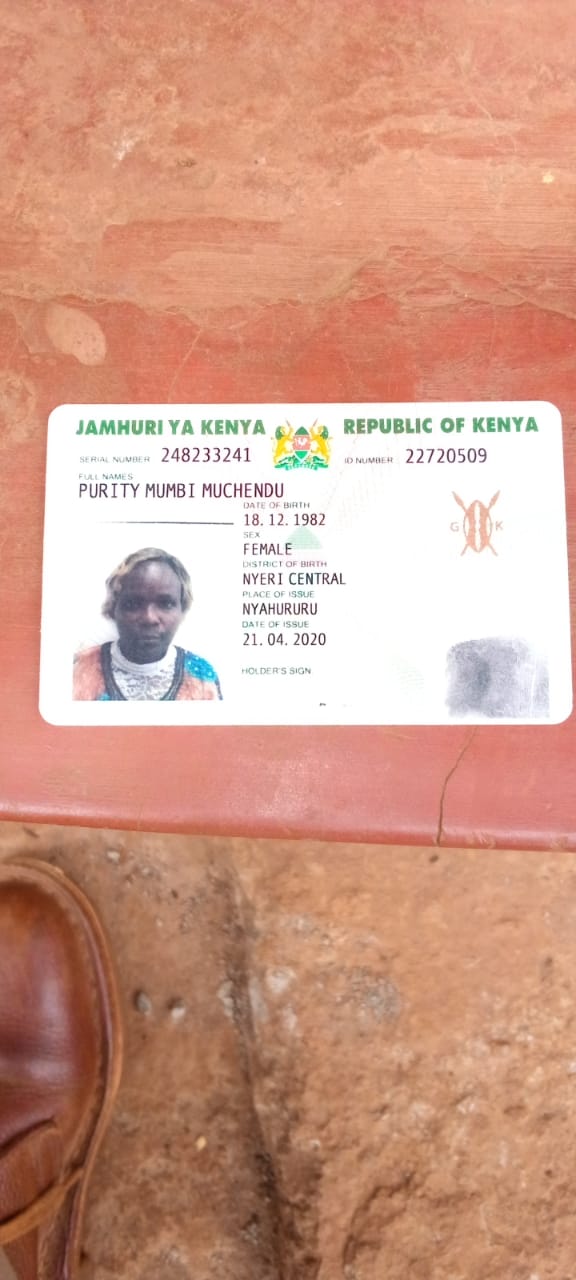 JAMHURI YA KENYA REPUBLIC OF KENYA
SERIAL NUMBER 248233241 ID NUMBER 22720509
FULL NAMES
PURITY MUMBI MUCHENDU
DATE OF BIRTH
18. 12. 1982
SEX
FEMALE
G K
DISTRICT OF BIRTH
NYERI CENTRAL
PLACE OF ISSUE
NYAHURURU
DATE OF ISSUE
21. 04. 2020
HOLDER'S SIGN.